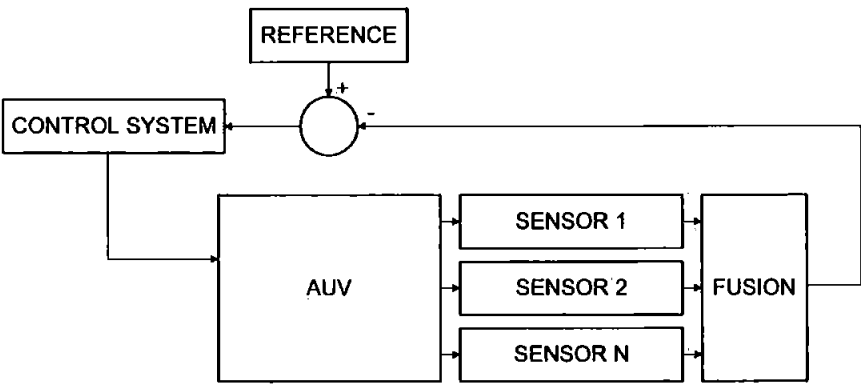 REFERENCE
+
-
CONTROL SYSTEM
SENSOR 1
AUV
SENSOR 2
FUSION
SENSOR N